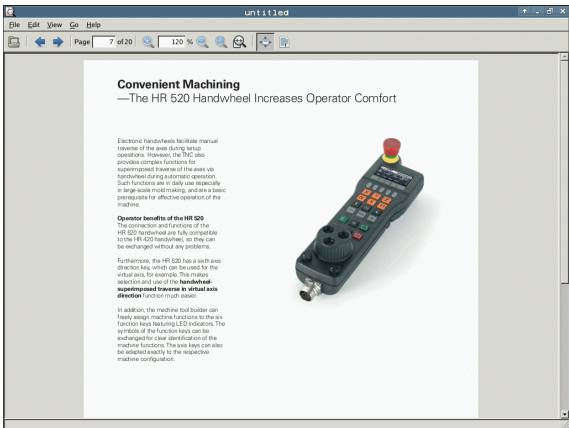 untitled
File Edit View Go Help
Page 7 of 20 120 %
Convenient Machining
—The HR 520 Handwheel Increases Operator Comfort
Electronic handwheels facilitate manual
traverse of the axes during setup
operations. However, the TNC also
provides complex functions for
superimposed traverse of the axes via
handwheel during automatic operation.
Such functions are in daily use especially
in large-scale mold making, and are a basic
prerequisite for effective operation of the
machine.
Operator benefits of the HR 520
The connection and functions of the
HR 520 handwheel are fully compatible
to the HR 420 handwheel, so they can
be exchanged without any problems.
Furthermore, the HR 520 has a sixth axis
direction key, which can be used for the
virtual axis, for example. This makes
selection and use of the handwheel-
superimposed traverse in virtual axis
direction function much easier.
In addition, the machine tool builder can
freely assign machine functions to the six
function keys featuring LED indicators. The
symbols of the function keys can be
exchanged for clear identification of the
machine functions. The axis keys can also
be adapted exactly to the respective
machine configuration.